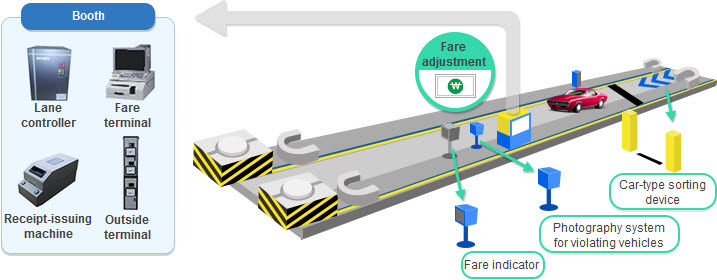 Booth
Lane
controller
Fare
terminal
Receipt-issuing
machine
Outside
terminal
Fare
adjustment
₩
Car-type sorting
device
Photography system
for violating vehicles
Fare indicator